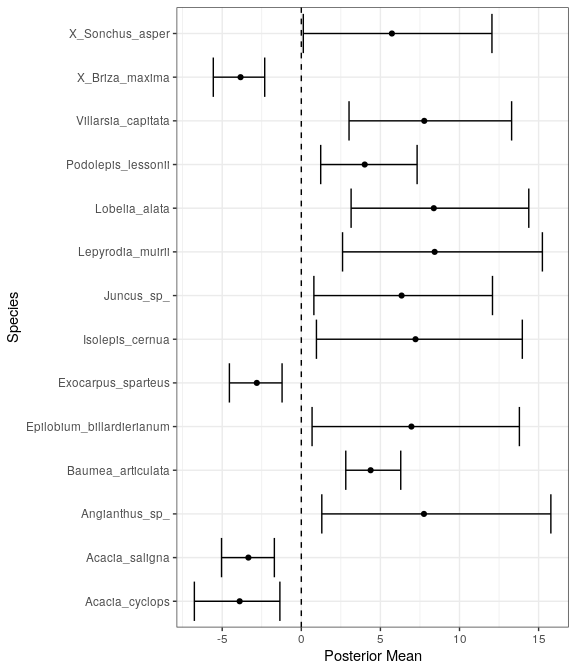 X_Sonchus_asper
X_Briza_maxima
Villarsia_capitata
Podolepis_lessonii
Lobelia_alata
Lepyrodia_muirii
Juncus_sp_
Isolepis_cernua
Exocarpus_sparteus
Epilobium_billardierianum
Baumea_articulata
Angianthus_sp_
Acacia_saligna
Acacia_cyclops
Species
-5 0 5 10 15
Posterior Mean